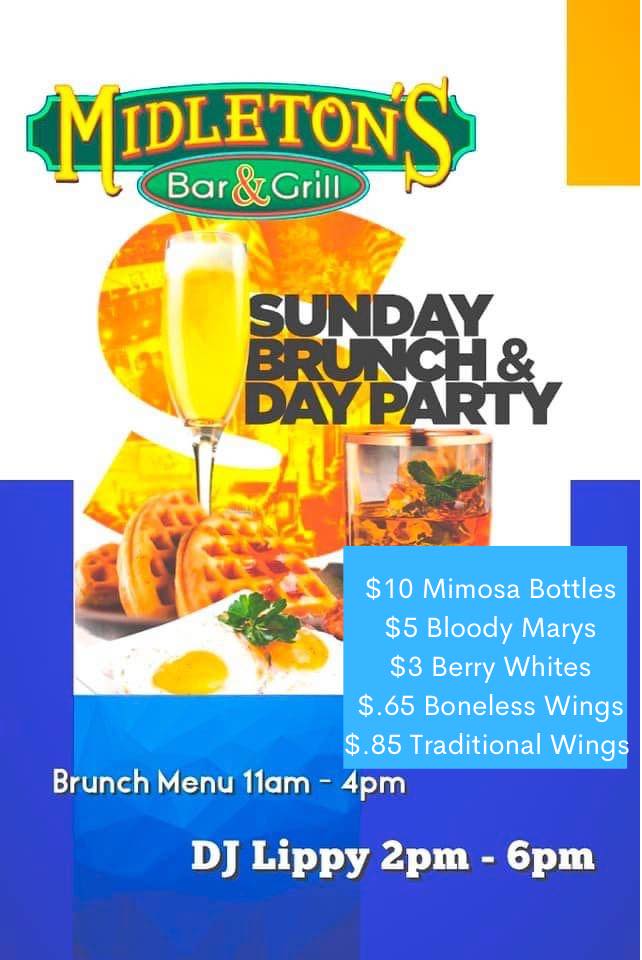 MIDLETON'S
Bar & Grill
SUNDAY
BRUNCH &
DAY PARTY
$10 Mimosa Bottles
$5 Bloody Marys
$3 Berry Whites
$.65 Boneless Wings
$.85 Traditional Wings
Brunch Menu 11am - 4pm
DJ Lippy 2pm - 6pm